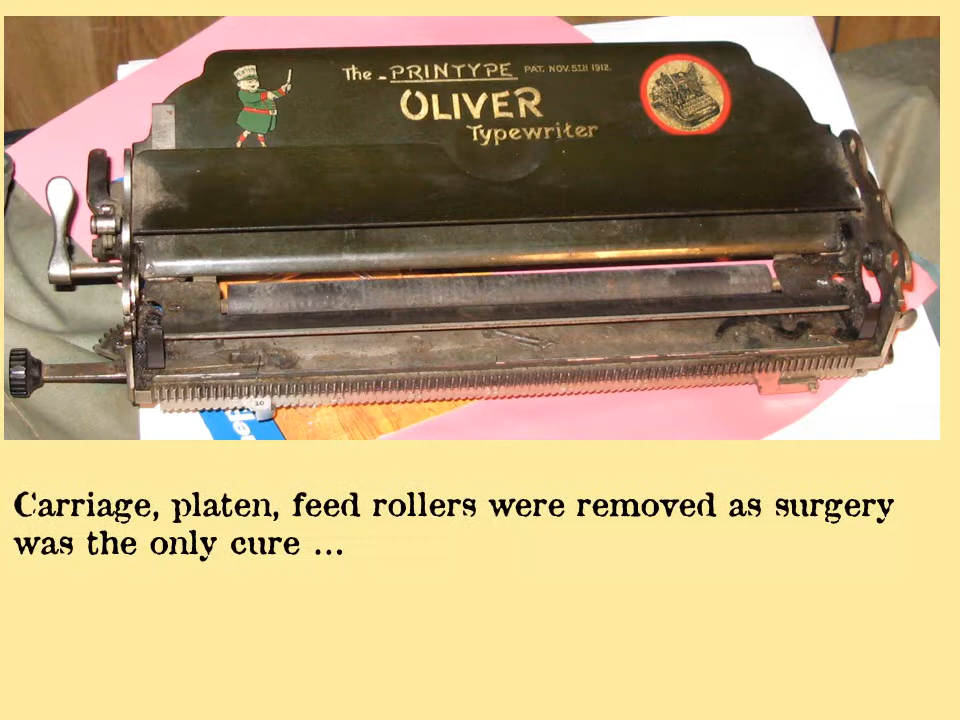 The - PRINTYPE PAT. NOV. 5TH 1912.
OLIVER
Typewriter
10
Carriage, platen, feed rollers were removed as surgery
was the only cure ...